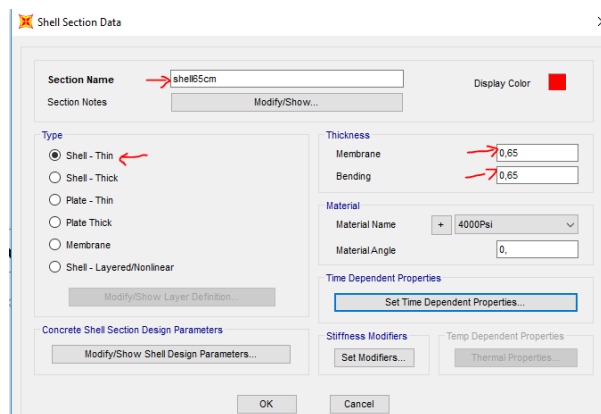 Shell Section Data
Section Name
shell65cm
Display Color
Section Notes
Modify/Show...
Type
Shell - Thin
Shell - Thick
Plate - Thin
Plate Thick
Membrane
Shell - Layered/Nonlinear
Modify/Show Layer Definition...
Thickness
Membrane
0,65
Bending
0,65
Material
Material Name
+
4000Psi
Material Angle
0,
Time Dependent Properties
Set Time Dependent Properties...
Concrete Shell Section Design Parameters
Modify/Show Shell Design Parameters...
Stiffness Modifiers
Set Modifiers...
Temp Dependent Properties
Thermal Properties...
OK
Cancel